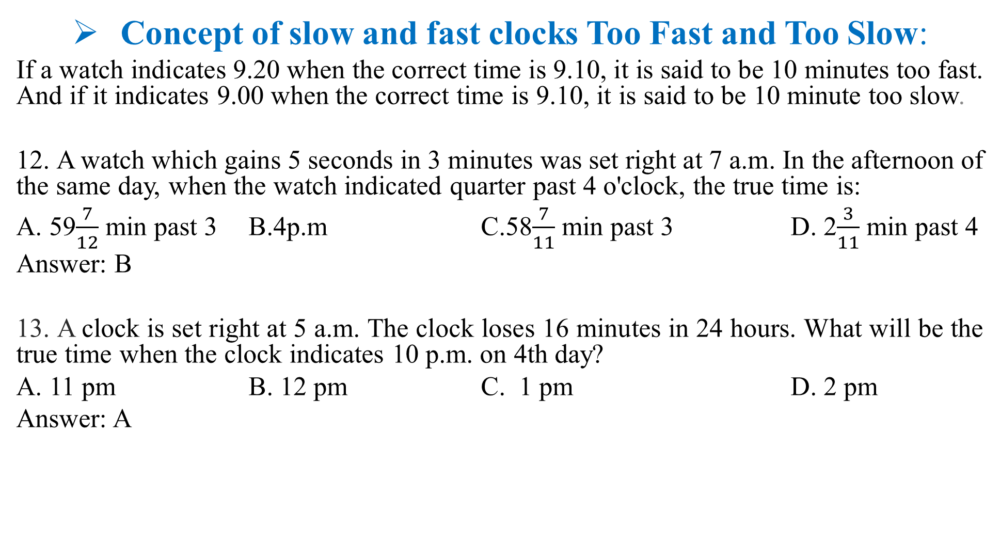 ➢ Concept of slow and fast clocks Too Fast and Too Slow:
If a watch indicates 9.20 when the correct time is 9.10, it is said to be 10 minutes too fast.
And if it indicates 9.00 when the correct time is 9.10, it is said to be 10 minute too slow.
12. A watch which gains 5 seconds in 3 minutes was set right at 7 a.m. In the afternoon of
the same day, when the watch indicated quarter past 4 o'clock, the true time is:
A. 59 7/12 min past 3 B.4p.m C.58 7/11 min past 3 D. 2 3/11 min past 4
Answer: B
13. A clock is set right at 5 a.m. The clock loses 16 minutes in 24 hours. What will be the
true time when the clock indicates 10 p.m. on 4th day?
A. 11 pm B. 12 pm C. 1 pm D. 2 pm
Answer: A